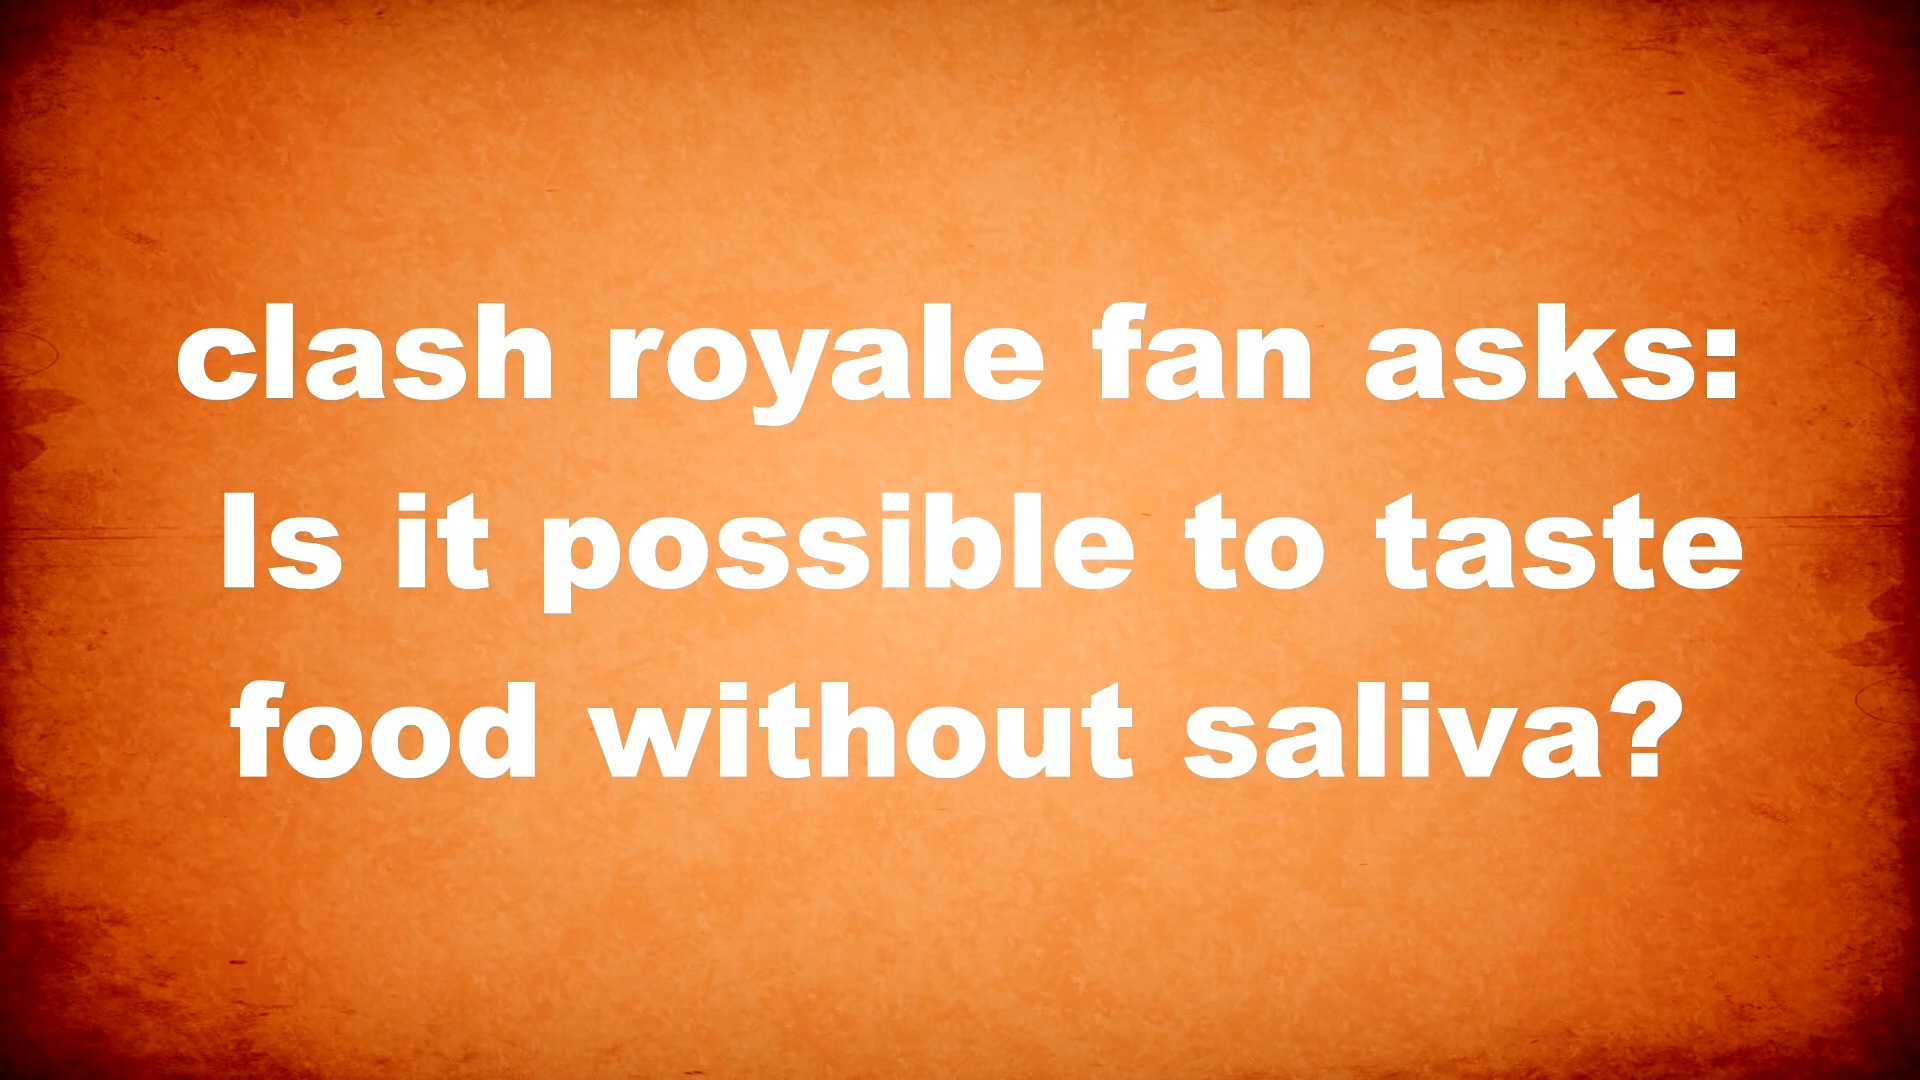 clash royale fan asks:
Is it possible to taste
food without saliva?